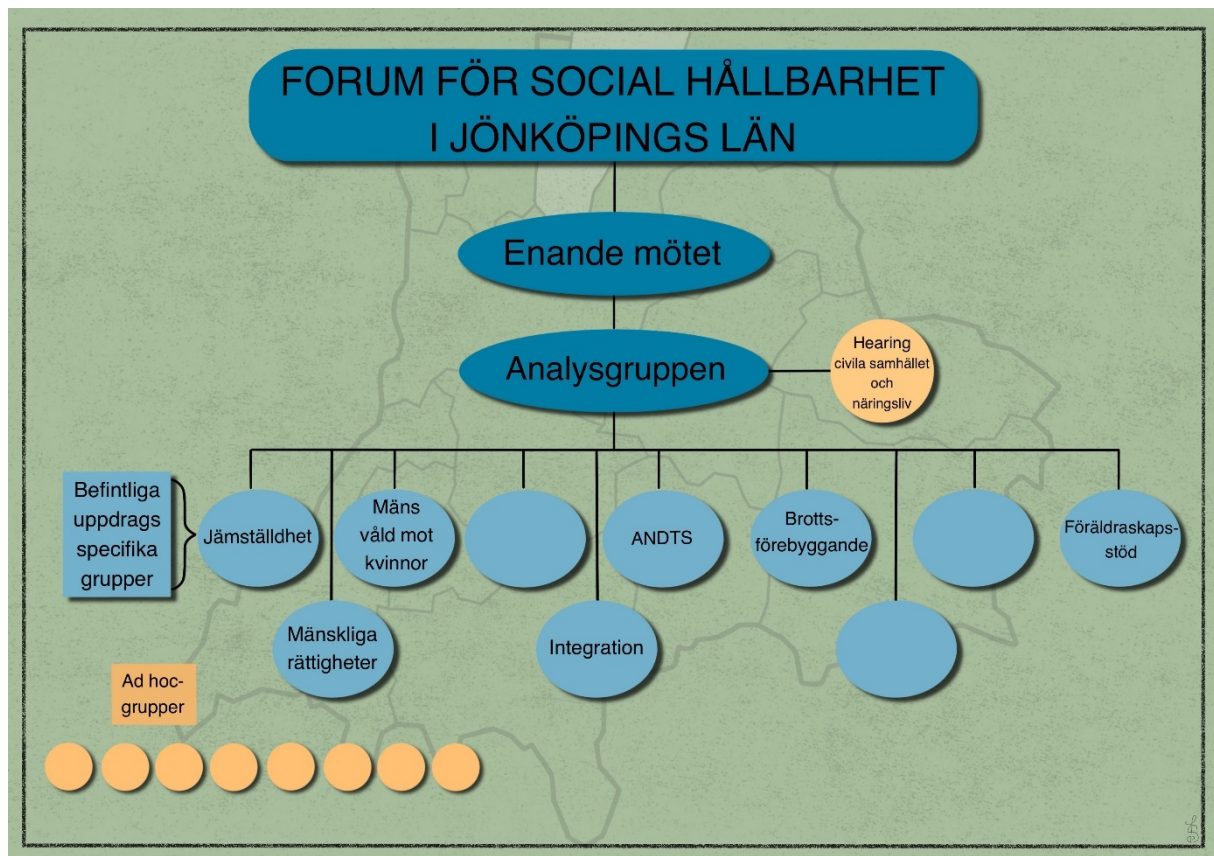 FORUM FÖR SOCIAL HÅLLBARHET
I JÖNKÖPINGS LÄN
Enande mötet
Analysgruppen
Hearing
civila samhället
och
näringsliv
Befintliga
uppdrags
specifika
grupper
Jämställdhet
Mäns
våld mot
kvinnor
ANDTS
Brotts-
förebyggande
Föräldraskaps-
stöd
Mänskliga
rättigheter
Integration
Ad hoc-
grupper